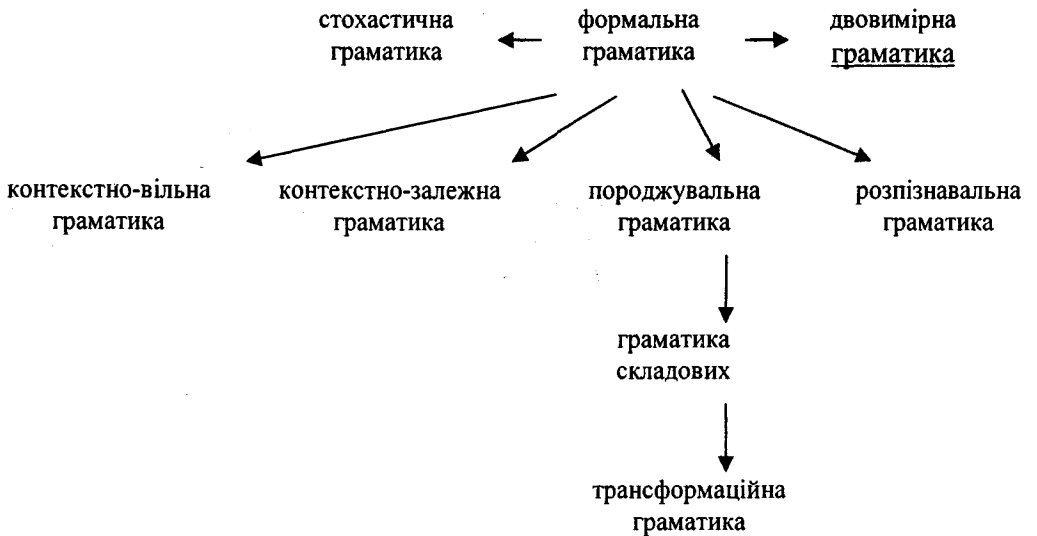 стохастична
граматика
формальна
граматика
двовимірна
граматика
контекстно-вільна
граматика
контекстно-залежна
граматика
породжувальна
граматика
розпізнавальна
граматика
граматика
складових
трансформаційна
граматика